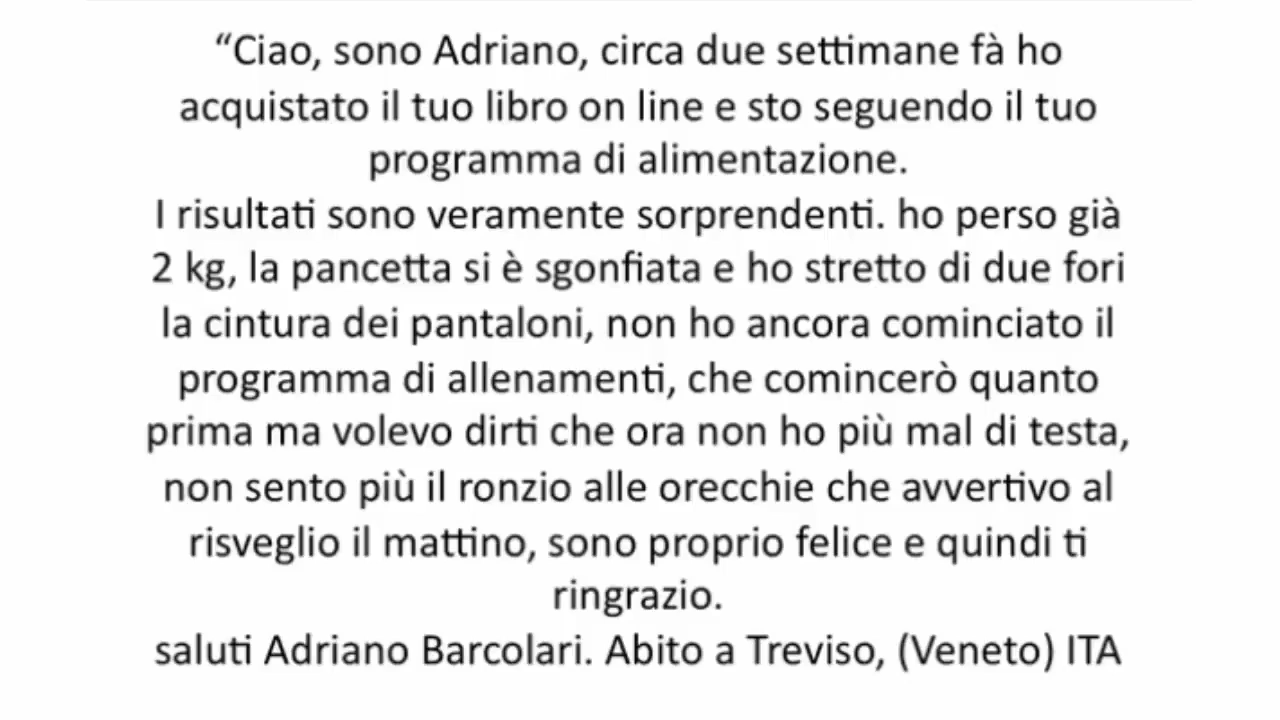 “Ciao, sono Adriano, circa due settimane fà ho
acquistato il tuo libro on line e sto seguendo il tuo
programma di alimentazione.
I risultati sono veramente sorprendenti. ho perso già
2 kg, la pancetta si è sgonfiata e ho stretto di due fori
la cintura dei pantaloni, non ho ancora cominciato il
programma di allenamenti, che comincerò quanto
prima ma volevo dirti che ora non ho più mal di testa,
non sento più il ronzio alle orecchie che avvertivo al
risveglio il mattino, sono proprio felice e quindi ti
ringrazio.
saluti Adriano Barcolari. Abito a Treviso, (Veneto) ITA